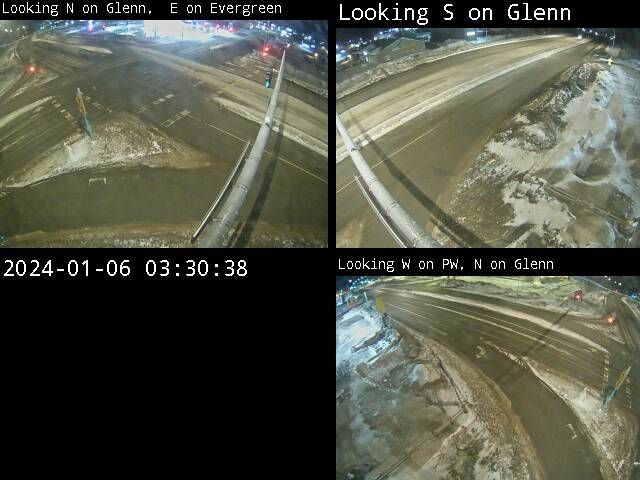 Looking N on Glenn,  E on Evergreen
Looking S on Glenn
2024-01-06 03:30:38
Looking W on PW, N on Glenn